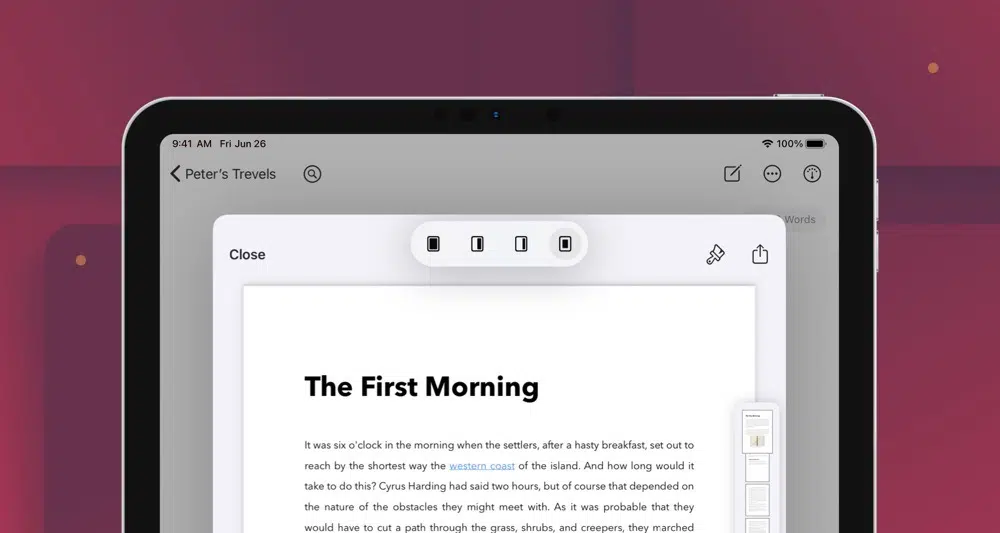 9:41 AM Fri Jun 26 100%
Peter's Trevels
Words
Close
The First Morning
It was six o'clock in the morning when the settlers, after a hasty breakfast, set out to
reach by the shortest way the western coast of the island. And how long would it
take to do this? Cyrus Harding had said two hours, but of course that depended on
the nature of the obstacles they might meet with. As it was probable that they
would have to cut a path through the grass, shrubs, and creepers, they marched